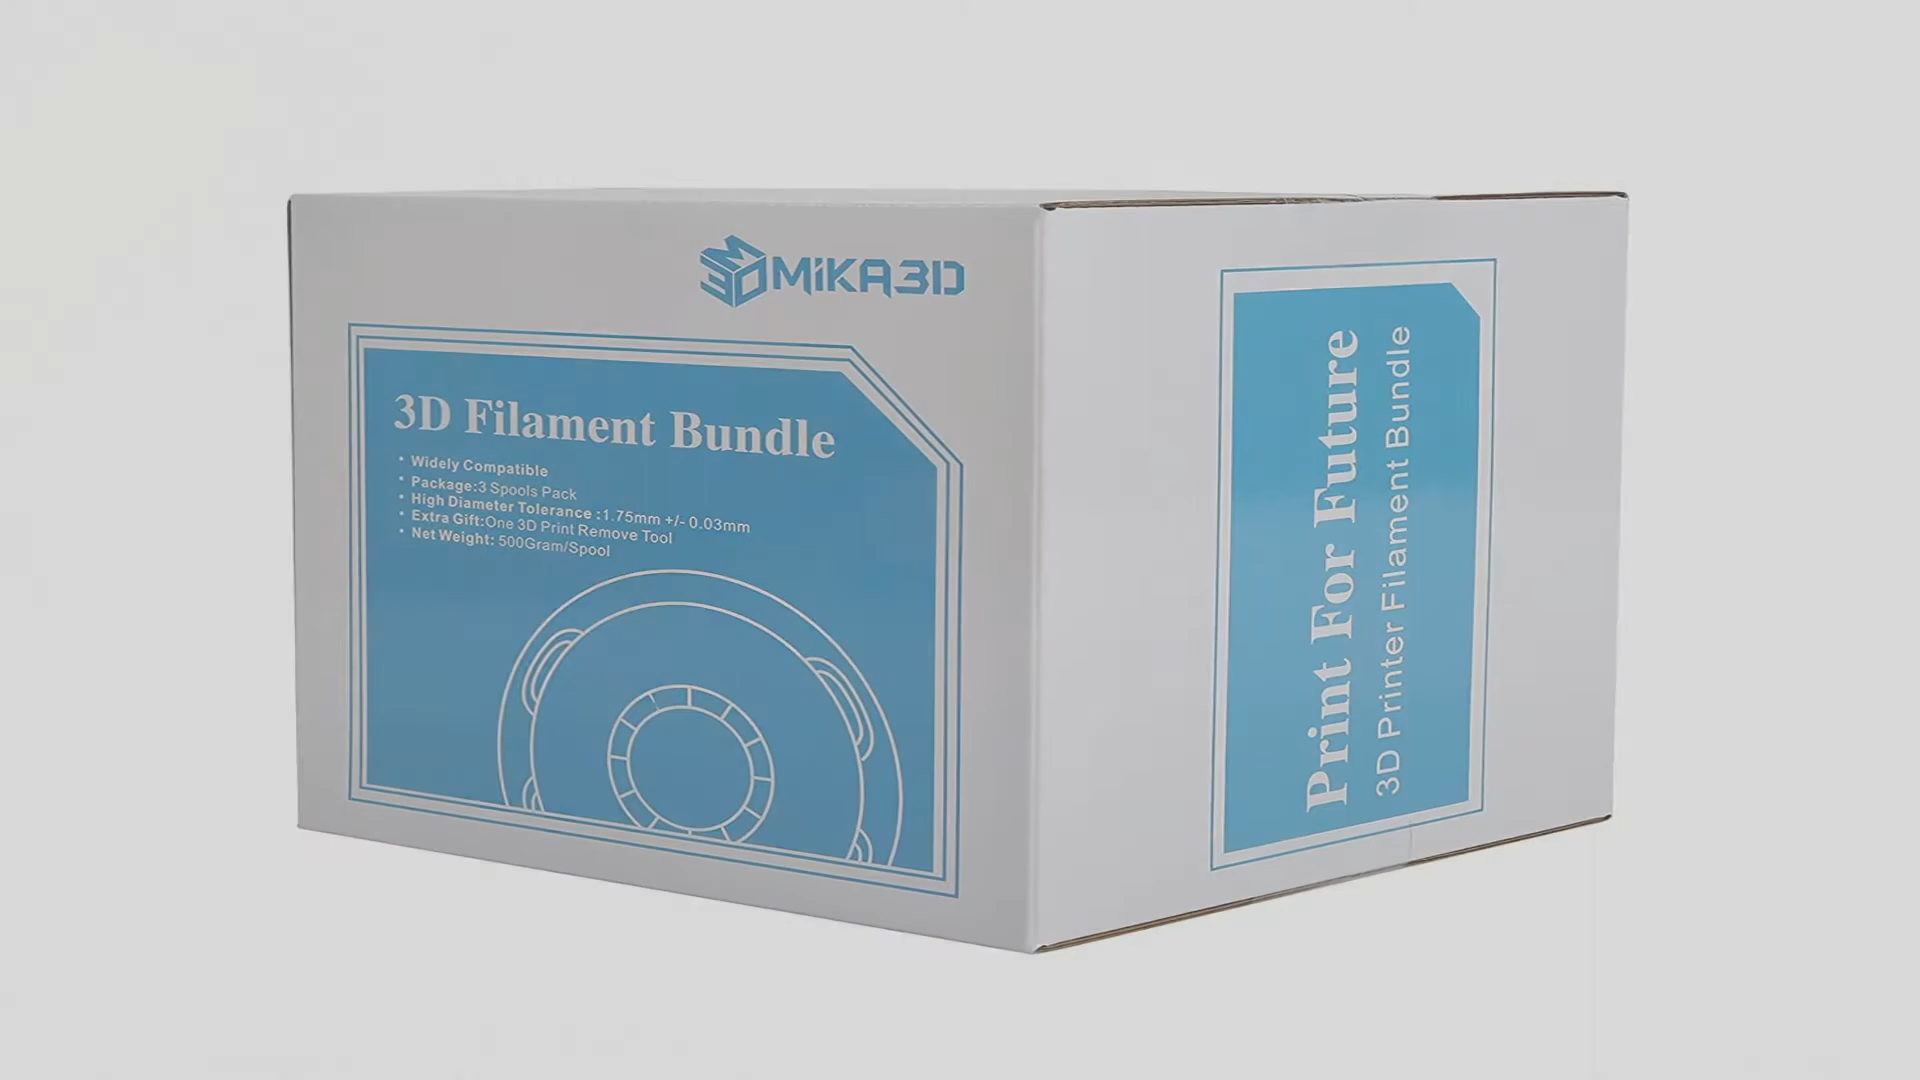 MiKA3D
3D Filament Bundle
• Widely Compatible
• Package:3 Spools Pack
• High Diameter Tolerance :1.75mm +/- 0.03mm
• Extra Gift:One 3D Print Remove Tool
• Net Weight: 500Gram/Spool
Print For Future
3D Printer Filament Bundle